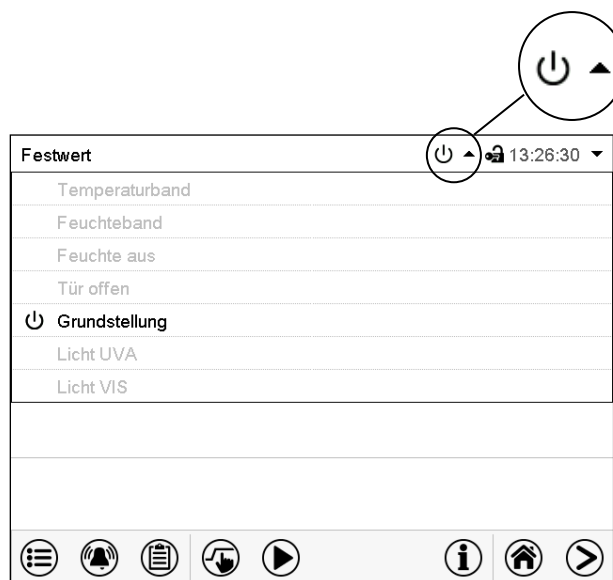 Festwert 13:26:30
Temperaturband
Feuchteband
Feuchte aus
Tür offen
Grundstellung
Licht UVA
Licht VIS